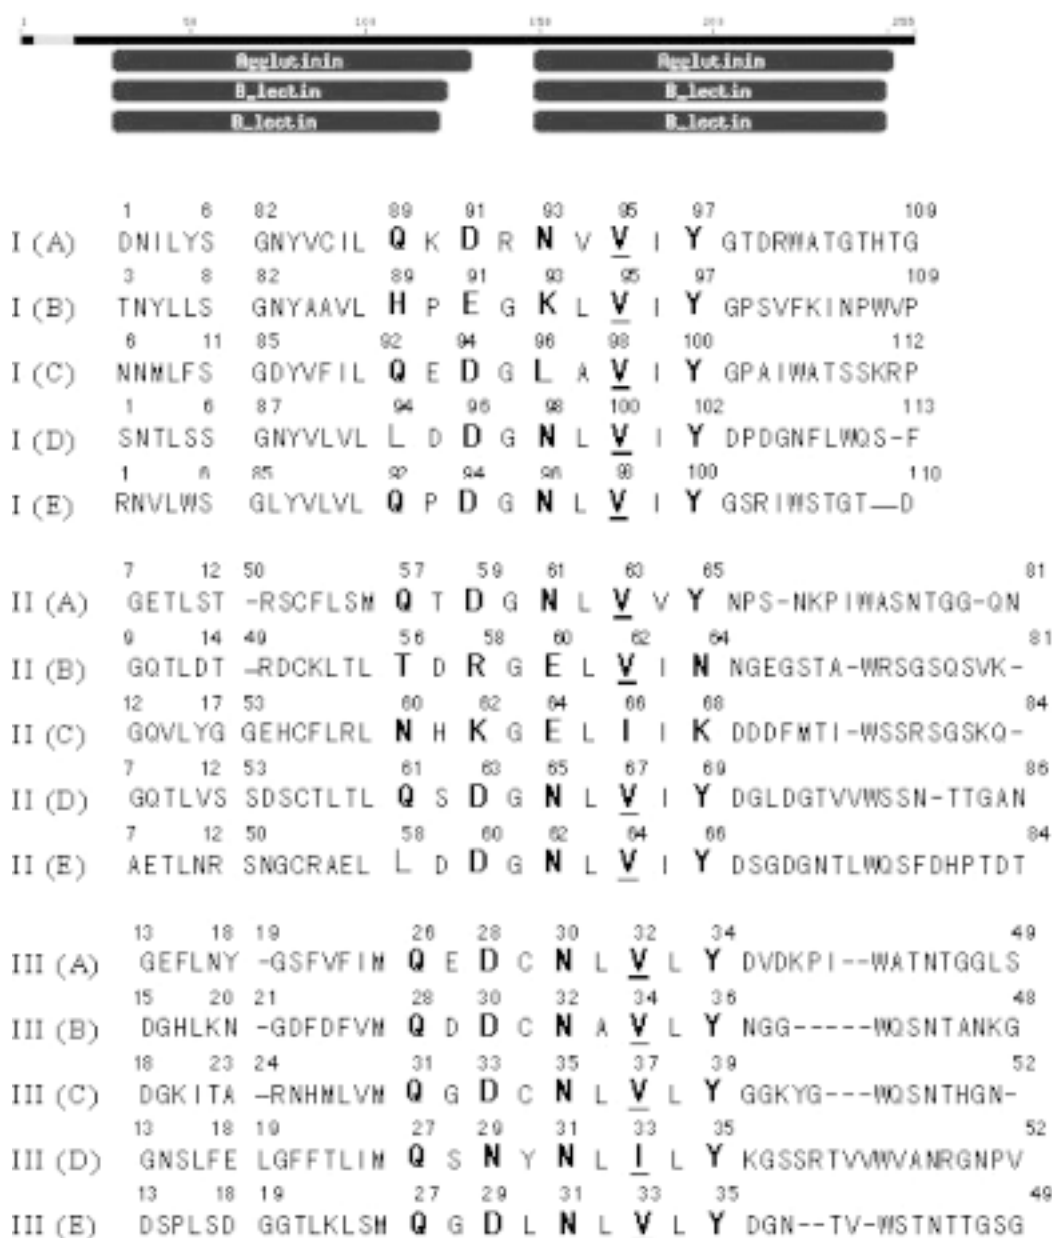 1 50 100 150 200 255
Agglutinin Agglutinin
B_lectin B_lectin
B_lectin B_lectin
1 6 82 89 91 93 95 97 109
I (A) DNILYS GNYVCIL Q K D R N V V I Y GTDRWATGTHTG
3 8 82 89 91 93 95 97 109
I (B) TNYLLS GNYAAVL H P E G K L V I Y GPSVFKINPWVP
6 11 85 92 94 96 98 100 112
I (C) NNMLFS GDYVFIL Q E D G L A V I Y GPAIWATSSKRP
1 6 87 94 96 98 100 102 113
I (D) SNTLSS GNYVLVL L D D G N L V I Y DPDGNFLWQS-F
1 6 85 92 94 96 98 100 110
I (E) RNVLWS GLYVLVL Q P D G N L V I Y GSRIWSTGT—D
7 12 50 57 59 61 63 65 81
II (A) GETLST -RSCFLSM Q T D G N L V V Y NPS-NKPIWASNTGG-QN
9 14 49 56 58 60 62 64 81
II (B) GQTLDT –RDCKLTL T D R G E L V I N NGEGSTA-WRSGSQSVK-
12 17 53 60 62 64 66 68 84
II (C) GQVLYG GEHCFLRL N H K G E L I I K DDDFMTI-WSSRSGSKQ-
7 12 53 61 63 65 67 69 86
II (D) GQTLVS SDSCTLTL Q S D G N L V I Y DGLDGTVVWSSN-TTGAN
7 12 50 58 60 62 64 66 84
II (E) AETLNR SNGCRAEL L D D G N L V I Y DSGDGNTLWQSFDHPTDT
13 18 19 26 28 30 32 34 49
III (A) GEFLNY -GSFVFIM Q E D C N L V L Y DVDKPI--WATNTGGLS
15 20 21 28 30 32 34 36 48
III (B) DGHLKN -GDFDFVM Q D D C N A V L Y NGG-----WQSNTANKG
18 23 24 31 33 35 37 39 52
III (C) DGKITA –RNHMLVM Q G D C N L V L Y GGKYG---WQSNTHGN-
13 18 19 27 29 31 33 35 52
III (D) GNSLFE LGFFTLIM Q S N Y N L I L Y KGSSRTVVWVANRGNPV
13 18 19 27 29 31 33 35 49
III (E) DSPLSD GGTLKLSM Q G D L N L V L Y DGN--TV-WSTNTTGSG